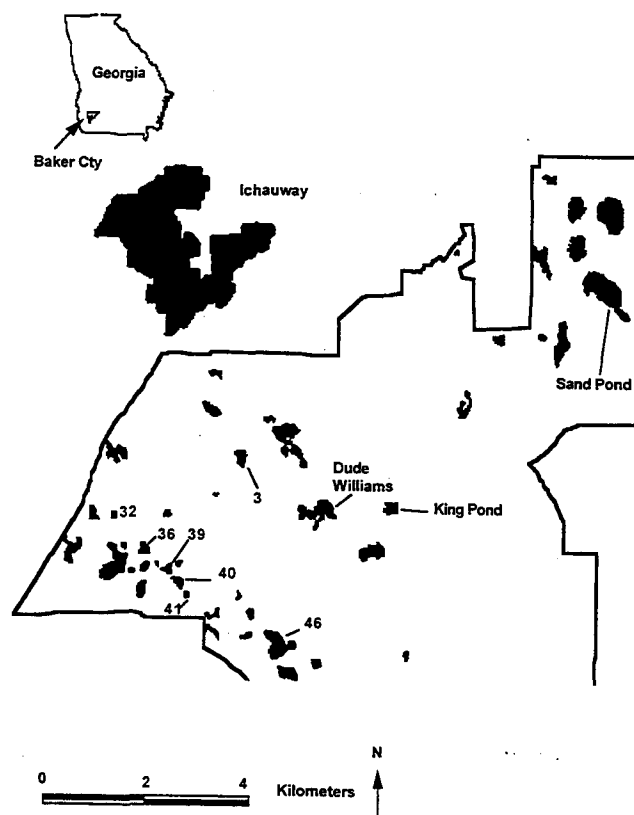 Georgia
Baker Cty
Ichauway
Sand Pond
3
Dude
Williams
King Pond
32
36
39
40
41
46
N
0
2
4
Kilometers